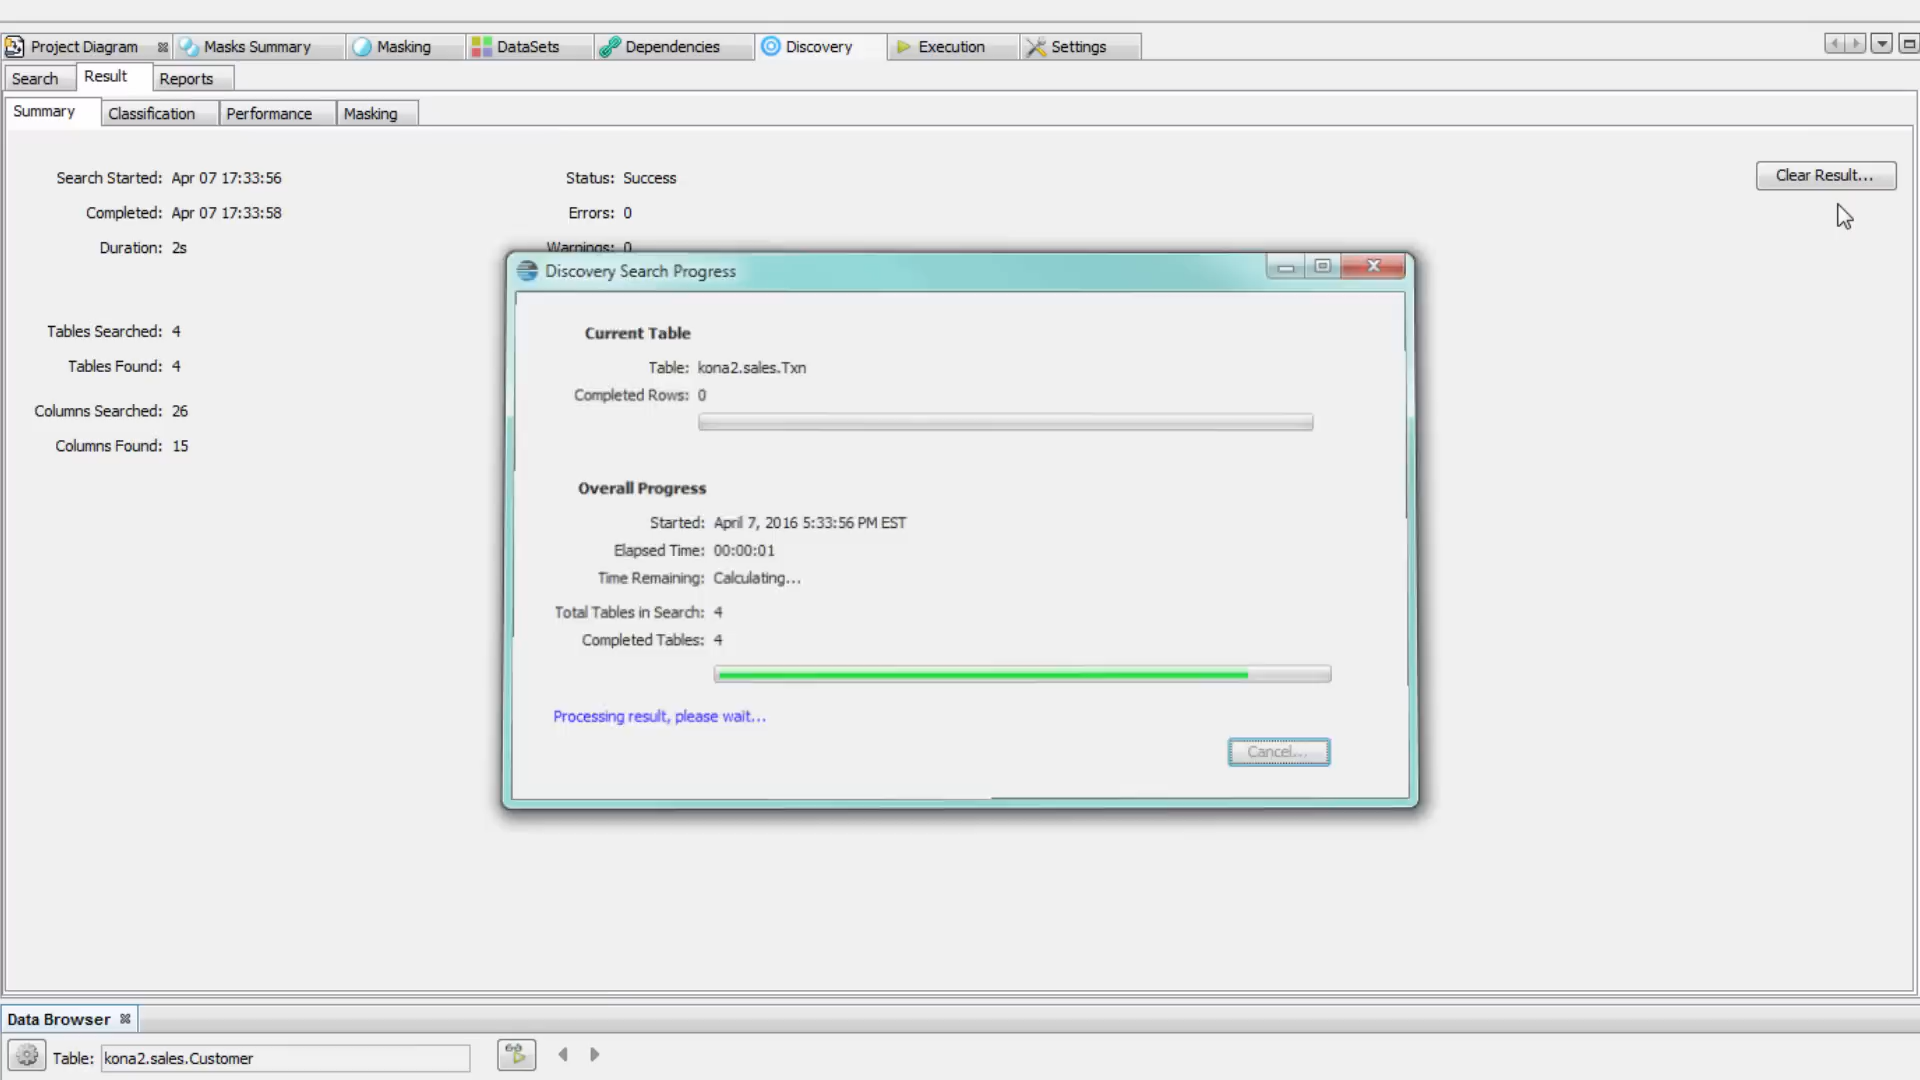 Project Diagram
Masks Summary
Masking
DataSets
Dependencies
Discovery
Execution
Settings
Search
Result
Reports
Summary
Classification
Performance
Masking
Search Started: Apr 07 17:33:56
Status: Success
Clear Result...
Completed: Apr 07 17:33:58
Errors: 0
Duration: 2s
Warnings: 0
Discovery Search Progress
Current Table
Tables Searched: 4
Table: kona2.sales.Txn
Tables Found: 4
Completed Rows: 0
Columns Searched: 26
Columns Found: 15
Overall Progress
Started: April 7, 2016 5:33:56 PM EST
Elapsed Time: 00:00:01
Time Remaining: Calculating...
Total Tables in Search: 4
Completed Tables: 4
Processing result, please wait...
Cancel...
Data Browser
Table: kona2.sales.Customer